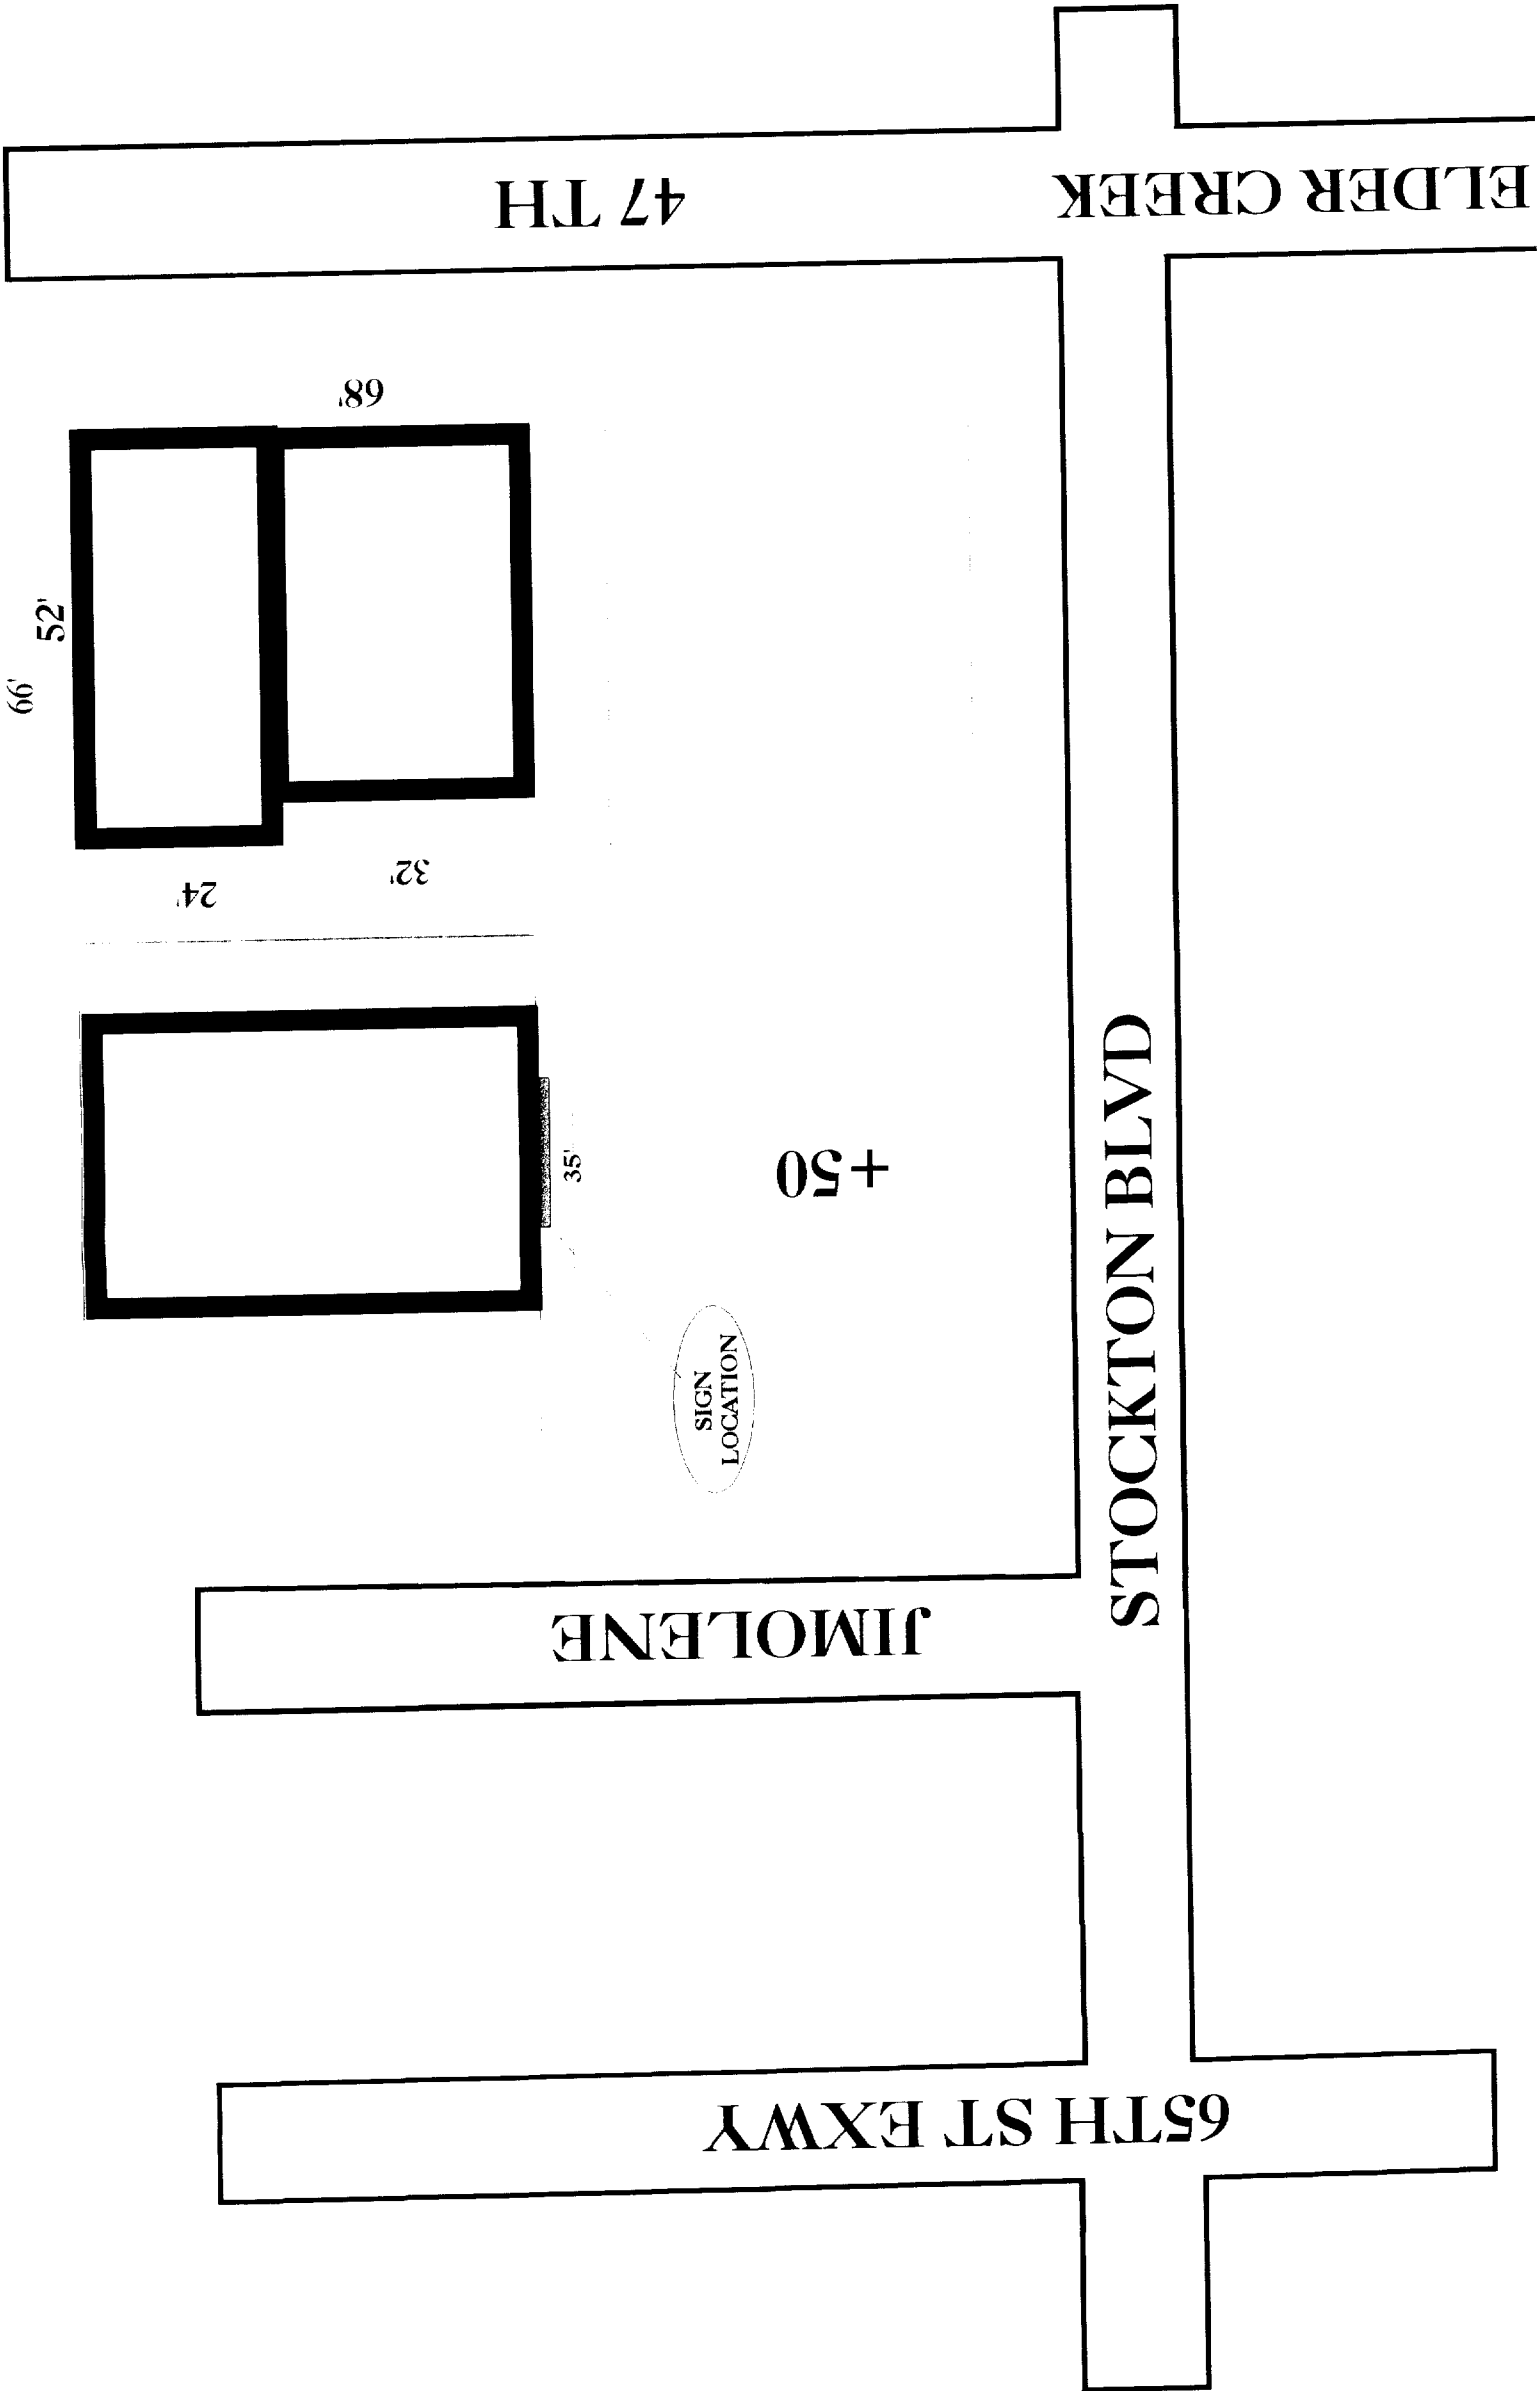 47 TH
ELDER CREEK
68'
52'
66'
32'
24'
35'
+50
SIGN
LOCATION
STOCKTON BLVD
JIMOLENE
65TH ST EXWY